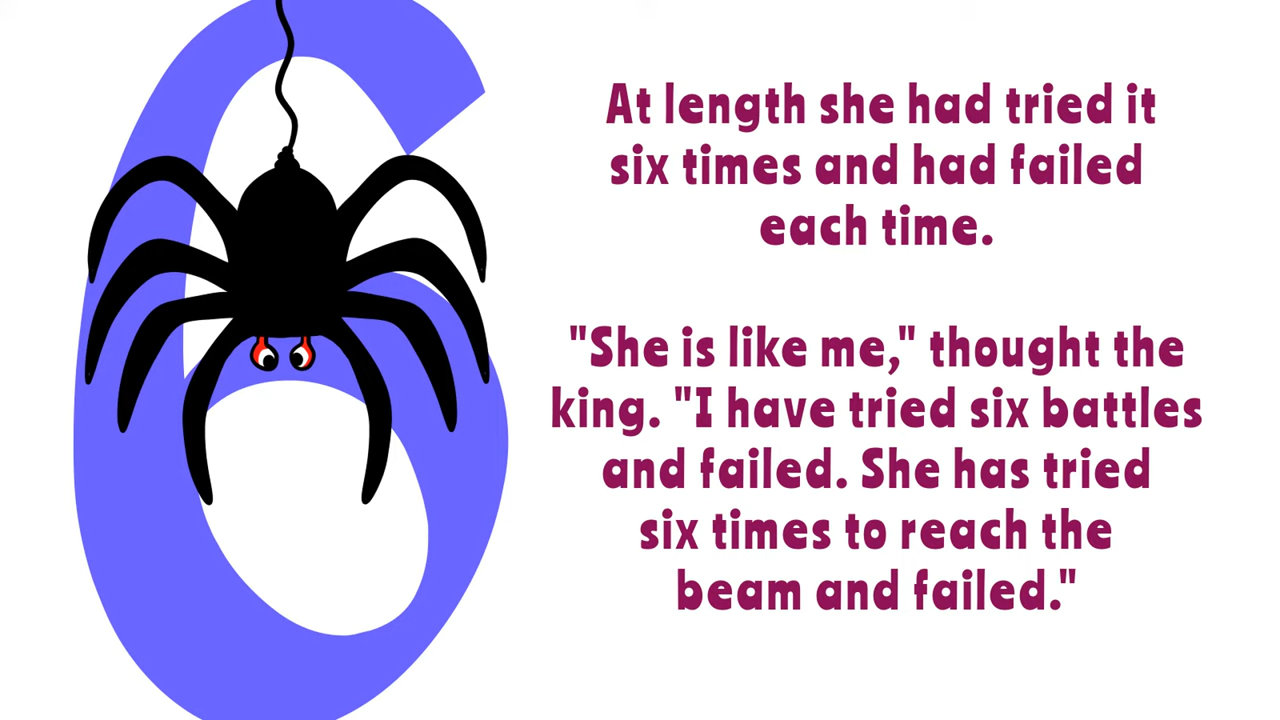 At length she had tried it
six times and had failed
each time.
"She is like me," thought the
king. "I have tried six battles
and failed. She has tried
six times to reach the
beam and failed."
6